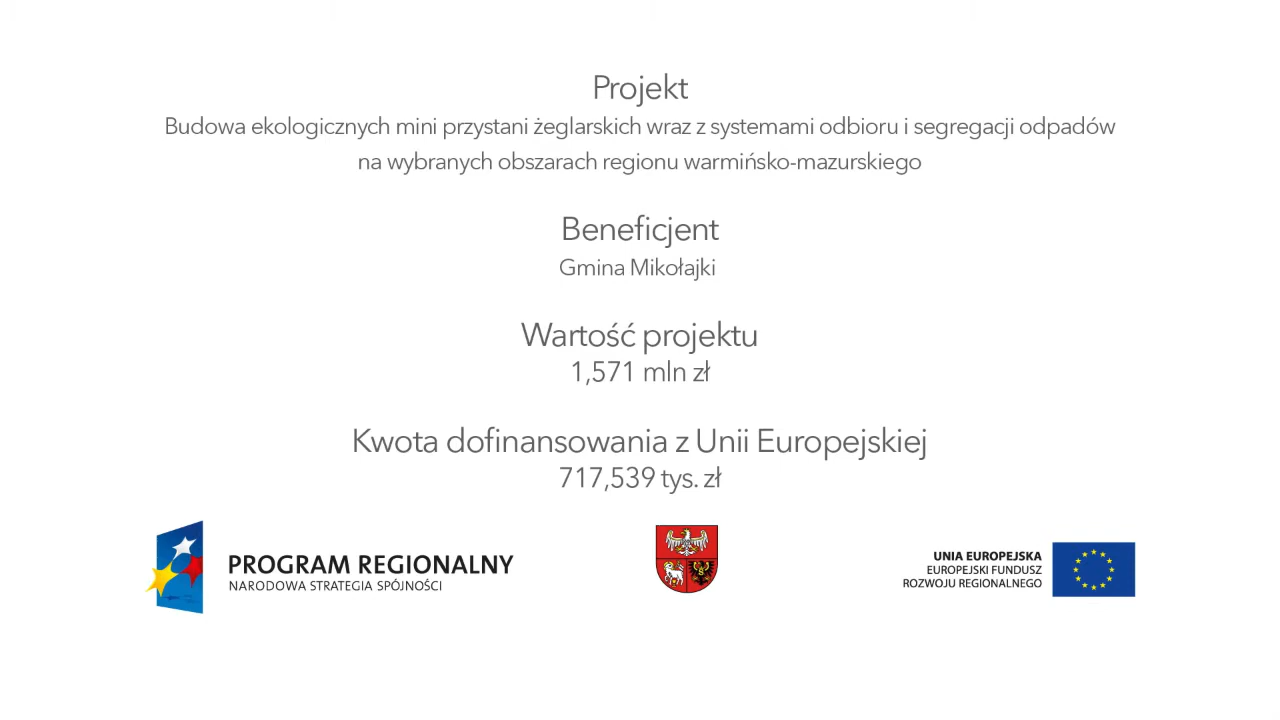 Projekt
Budowa ekologicznych mini przystani żeglarskich wraz z systemami odbioru i segregacji odpadów
na wybranych obszarach regionu warmińsko-mazurskiego
Beneficjent
Gmina Mikołajki
Wartość projektu
1,571 mln zł
Kwota dofinansowania z Unii Europejskiej
717,539 tys. zł
PROGRAM REGIONALNY
NARODOWA STRATEGIA SPÓJNOŚCI
UNIA EUROPEJSKA
EUROPEJSKI FUNDUSZ
ROZWOJU REGIONALNEGO